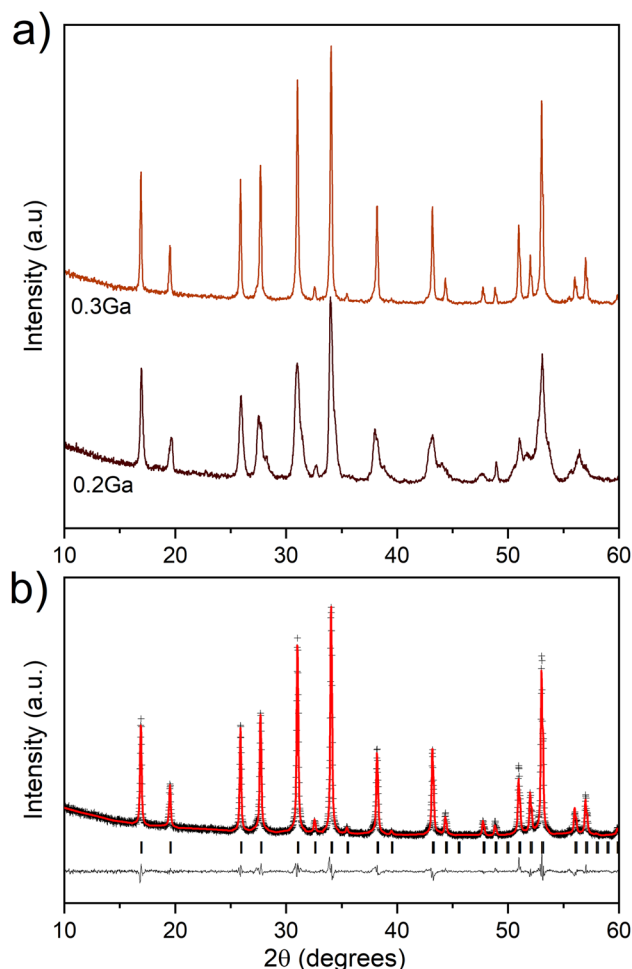 a)
Intensity (a.u)
0.3Ga
0.2Ga
10 20 30 40 50 60
b)
Intensity (a.u.)
10 20 30 40 50 60
2θ (degrees)